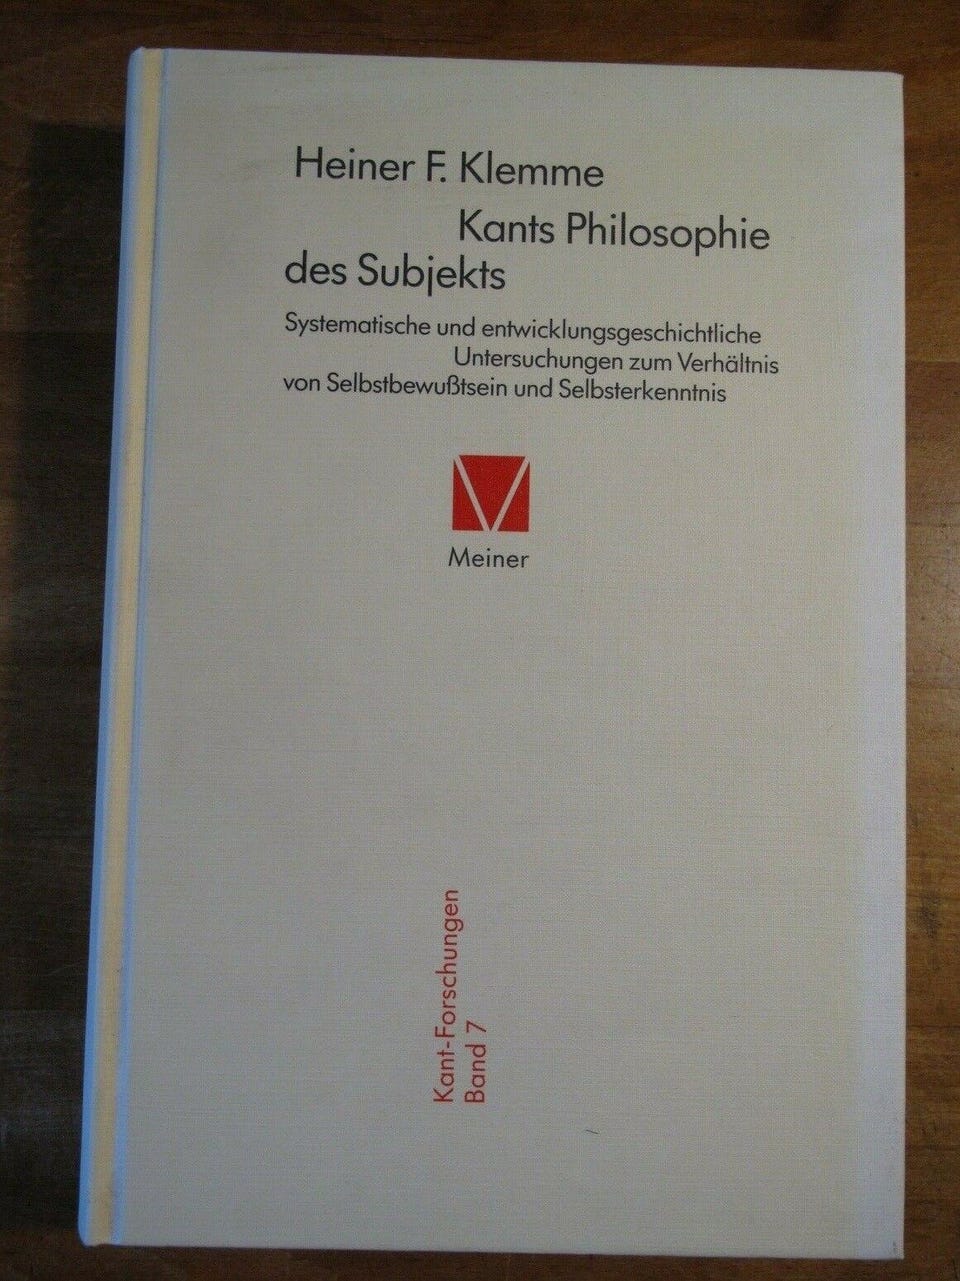 Heiner F. Klemme
Kants Philosophie
des Subjekts
Systematische und entwicklungsgeschichtliche
Untersuchungen zum Verhältnis
von Selbstbewußtsein und Selbsterkenntnis
Meiner
Kant-Forschungen
Band 7